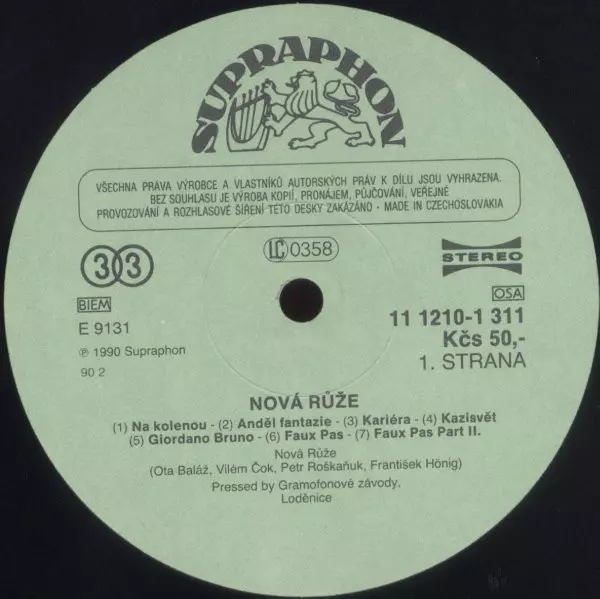 SUPRAPHON
VŠECHNA PRÁVA VÝROBCE A VLASTNÍKŮ AUTORSKÝCH PRÁV K DÍLU JSOU VYHRAZENA.
BEZ SOUHLASU JE VÝROBA KOPIÍ, PRONÁJEM, PŮJČOVÁNÍ, VEŘEJNÉ
PROVOZOVÁNÍ A ROZHLASOVÉ ŠÍŘENÍ TÉTO DESKY ZAKÁZÁNO • MADE IN CZECHOSLOVAKIA
33
LC 0358
STEREO
BIEM
OSA
E 9131
11 1210-1 311
Kčs 50,-
℗ 1990 Supraphon
1. STRANA
90 2
NOVÁ RŮŽE
(1) Na kolenou - (2) Anděl fantazie - (3) Kariéra - (4) Kazisvět
(5) Giordano Bruno - (6) Faux Pas - (7) Faux Pas Part II.
Nová Růže
(Ota Baláž, Vilém Čok, Petr Roškaňuk, František Hönig)
Pressed by Gramofonové závody,
Loděnice